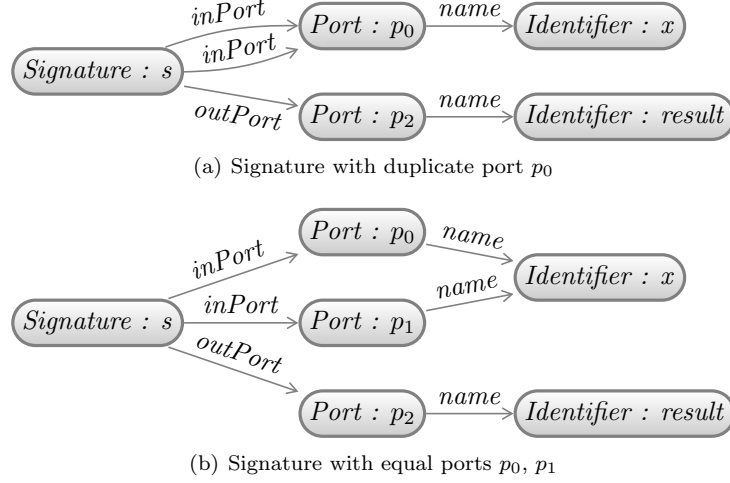 inPort
Port : p₀
name
Identifier : x
inPort
Signature : s
outPort
Port : p₂
name
Identifier : result
(a) Signature with duplicate port p₀
Port : p₀
name
inPort
Identifier : x
name
Signature : s
inPort
Port : p₁
outPort
Port : p₂
name
Identifier : result
(b) Signature with equal ports p₀, p₁